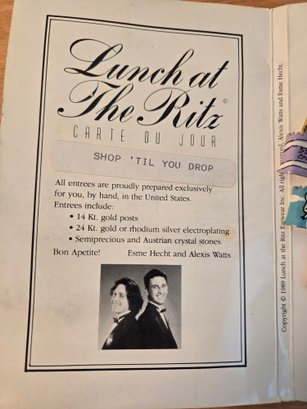 Lunch at
The Ritz©
CARTE DU JOUR
SHOP 'TIL YOU DROP
All entrees are proudly prepared exclusively
for you, by hand, in the United States.
Entrees include:
• 14 Kt. gold posts
• 24 Kt. gold or rhodium silver electroplating
• Semiprecious and Austrian crystal stones.
Bon Apetite! Esme Hecht and Alexis Watts
Copyright © 1989 Lunch at the Ritz Earwear Inc. All rights reserved. Alexis Watts and Esme Hecht.